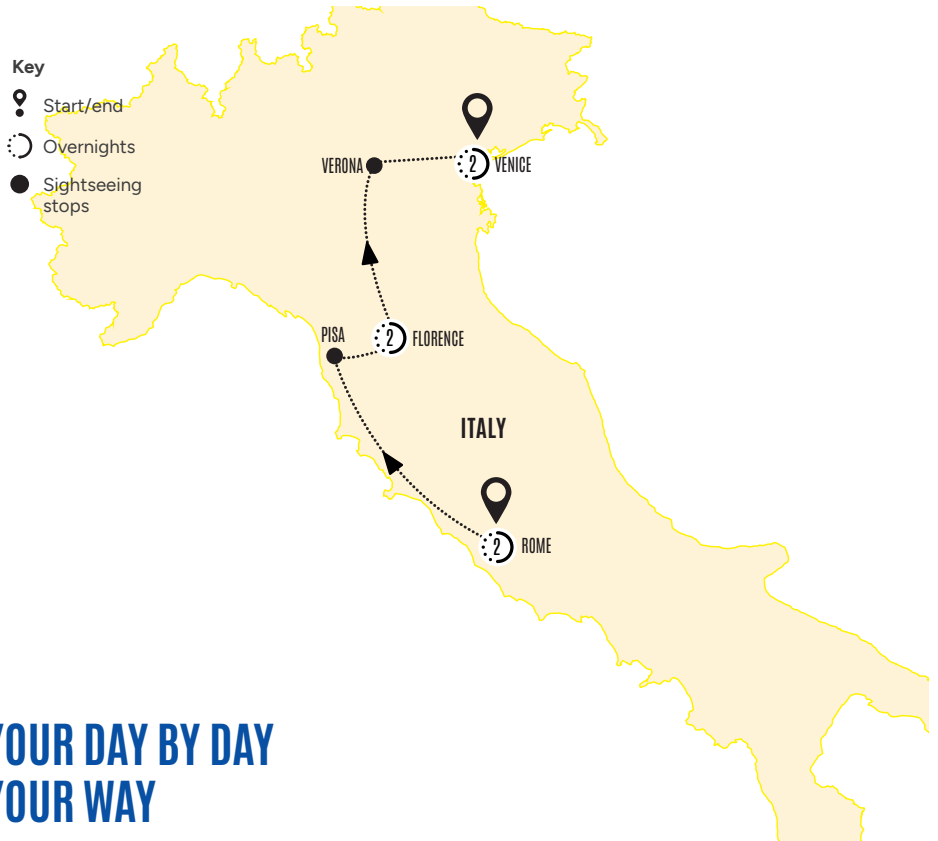 Key
Start/end
Overnights
Sightseeing
stops
VERONA
2
VENICE
PISA
2
FLORENCE
ITALY
2
ROME
YOUR DAY BY DAY
YOUR WAY